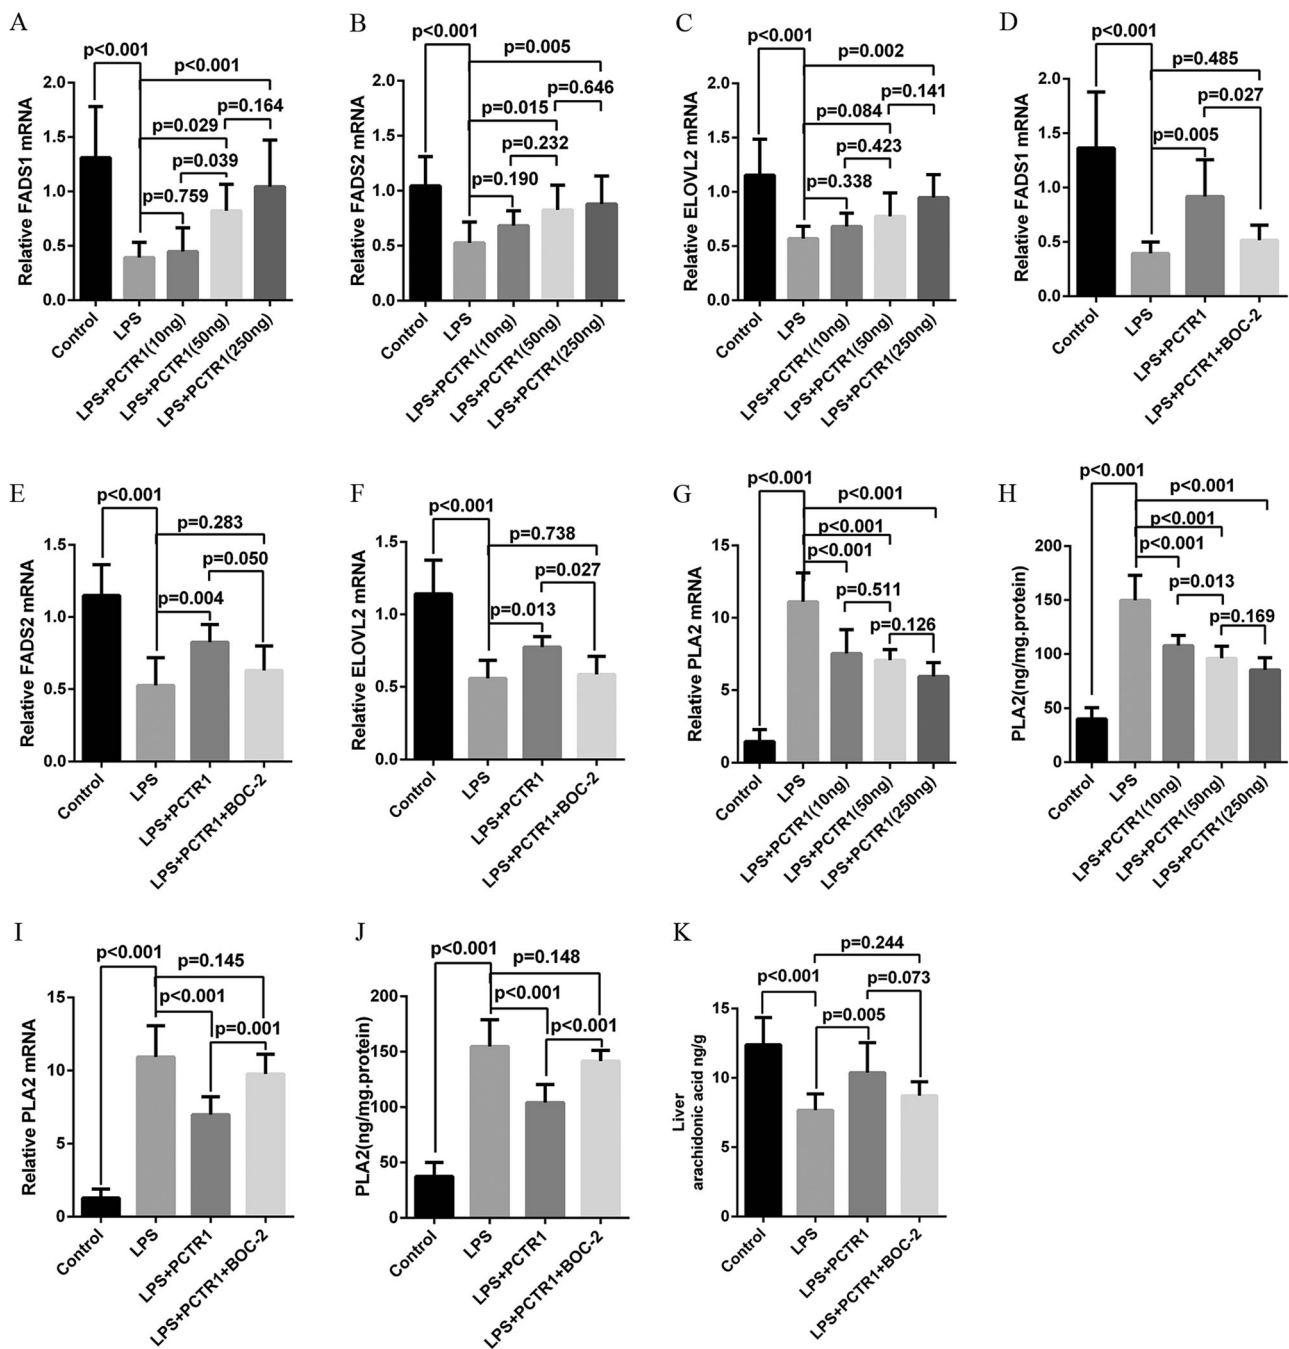 A
p<0.001
p<0.001
p=0.164
p=0.029
p=0.039
p=0.759
Relative FADS1 mRNA
2.0
1.5
1.0
0.5
0.0
Control
LPS
LPS+PCTR1(10ng)
LPS+PCTR1(50ng)
LPS+PCTR1(250ng)
B
p<0.001
p=0.005
p=0.646
p=0.015
p=0.232
p=0.190
Relative FADS2 mRNA
2.0
1.5
1.0
0.5
0.0
Control
LPS
LPS+PCTR1(10ng)
LPS+PCTR1(50ng)
LPS+PCTR1(250ng)
C
p<0.001
p=0.002
p=0.141
p=0.084
p=0.423
p=0.338
Relative ELOVL2 mRNA
2.0
1.5
1.0
0.5
0.0
Control
LPS
LPS+PCTR1(10ng)
LPS+PCTR1(50ng)
LPS+PCTR1(250ng)
D
p<0.001
p=0.485
p=0.027
p=0.005
Relative FADS1 mRNA
2.0
1.5
1.0
0.5
0.0
Control
LPS
LPS+PCTR1
LPS+PCTR1+BOC-2
E
p<0.001
p=0.283
p=0.050
p=0.004
Relative FADS2 mRNA
1.5
1.0
0.5
0.0
Control
LPS
LPS+PCTR1
LPS+PCTR1+BOC-2
F
p<0.001
p=0.738
p=0.027
p=0.013
Relative ELOVL2 mRNA
1.5
1.0
0.5
0.0
Control
LPS
LPS+PCTR1
LPS+PCTR1+BOC-2
G
p<0.001
p<0.001
p<0.001
p<0.001
p=0.511
p=0.126
Relative PLA2 mRNA
15
10
5
0
Control
LPS
LPS+PCTR1(10ng)
LPS+PCTR1(50ng)
LPS+PCTR1(250ng)
H
p<0.001
p<0.001
p<0.001
p<0.001
p=0.013
p=0.169
PLA2(ng/mg.protein)
200
150
100
50
0
Control
LPS
LPS+PCTR1(10ng)
LPS+PCTR1(50ng)
LPS+PCTR1(250ng)
I
p<0.001
p=0.145
p<0.001
p=0.001
Relative PLA2 mRNA
15
10
5
0
Control
LPS
LPS+PCTR1
LPS+PCTR1+BOC-2
J
p<0.001
p=0.148
p<0.001
p<0.001
PLA2(ng/mg.protein)
200
150
100
50
0
Control
LPS
LPS+PCTR1
LPS+PCTR1+BOC-2
K
p=0.244
p<0.001
p=0.073
p=0.005
Liver
arachidonic acid ng/g
15
10
5
0
Control
LPS
LPS+PCTR1
LPS+PCTR1+BOC-2